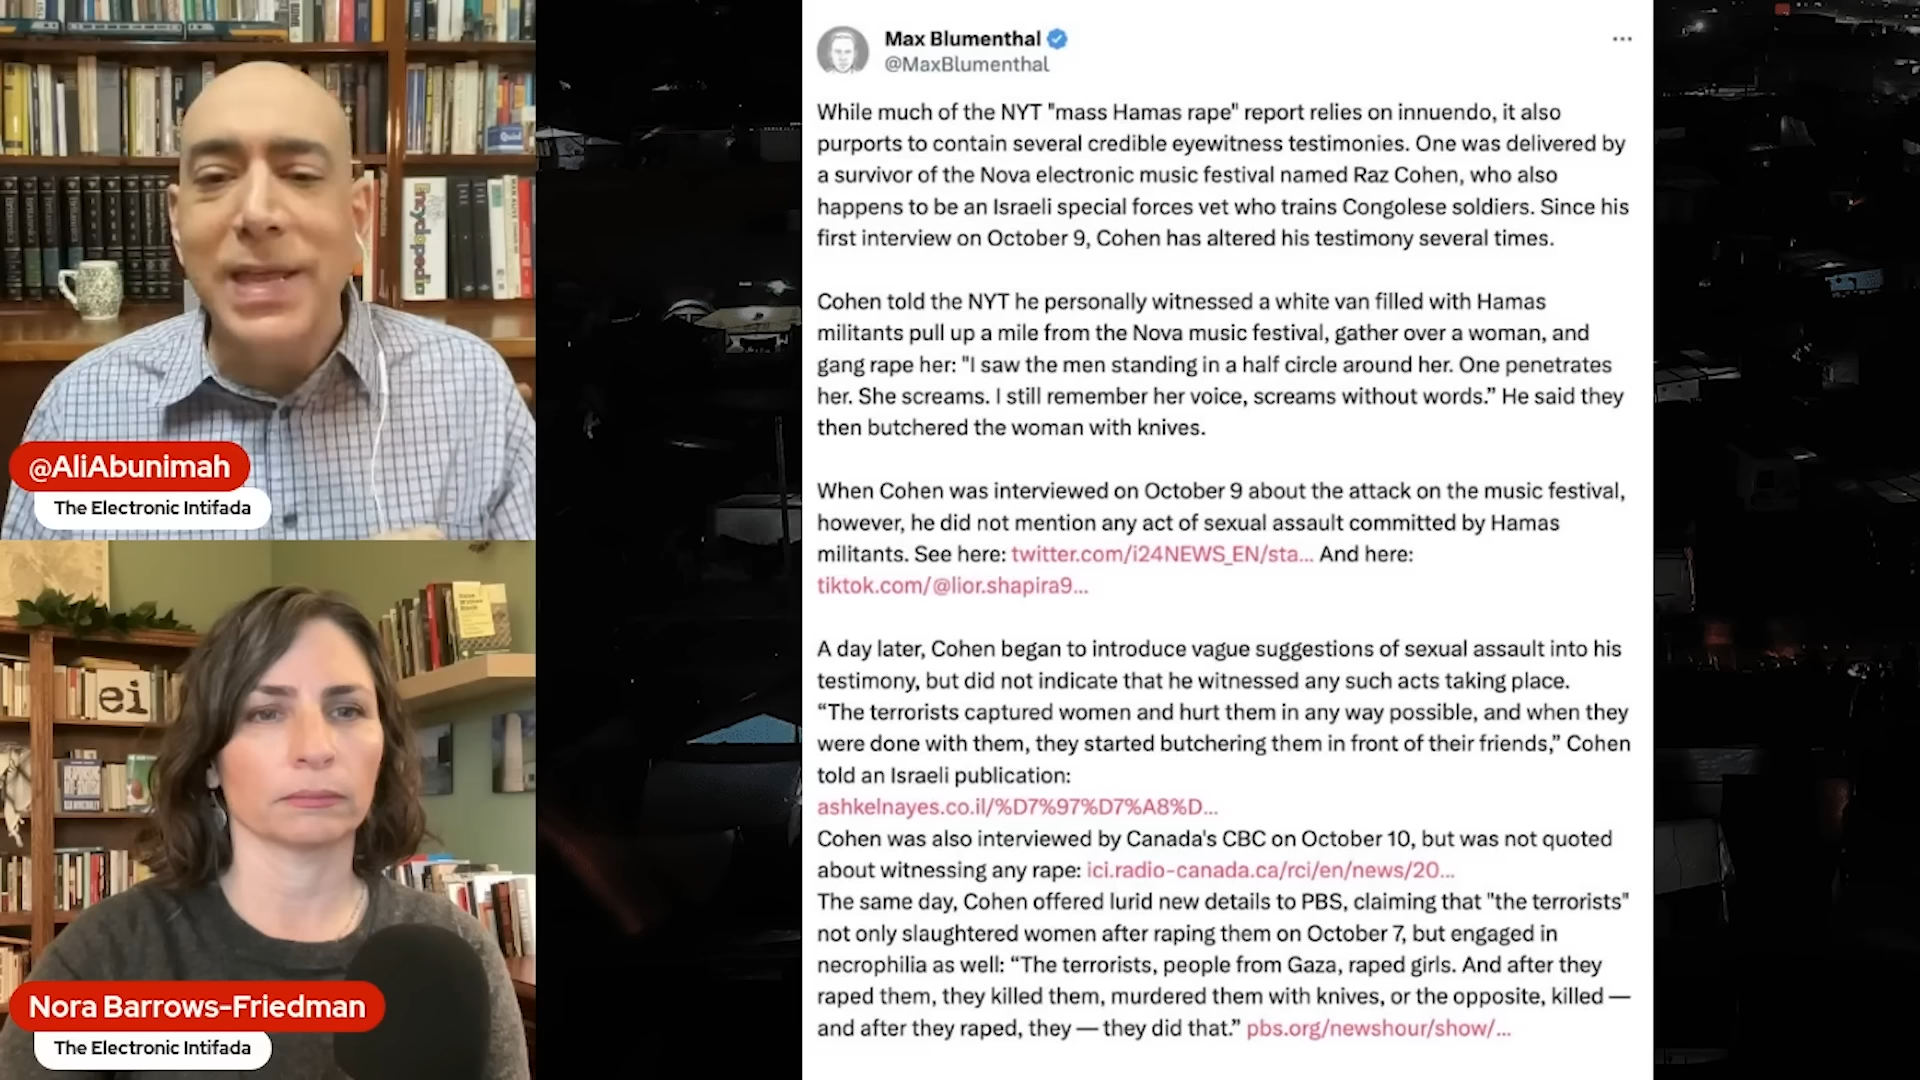 Max Blumenthal
@MaxBlumenthal
While much of the NYT "mass Hamas rape" report relies on innuendo, it also
purports to contain several credible eyewitness testimonies. One was delivered by
a survivor of the Nova electronic music festival named Raz Cohen, who also
happens to be an Israeli special forces vet who trains Congolese soldiers. Since his
first interview on October 9, Cohen has altered his testimony several times.
Cohen told the NYT he personally witnessed a white van filled with Hamas
militants pull up a mile from the Nova music festival, gather over a woman, and
gang rape her: "I saw the men standing in a half circle around her. One penetrates
her. She screams. I still remember her voice, screams without words.” He said they
then butchered the woman with knives.
When Cohen was interviewed on October 9 about the attack on the music festival,
however, he did not mention any act of sexual assault committed by Hamas
militants. See here: twitter.com/i24NEWS_EN/sta... And here:
tiktok.com/@lior.shapira9...
A day later, Cohen began to introduce vague suggestions of sexual assault into his
testimony, but did not indicate that he witnessed any such acts taking place.
“The terrorists captured women and hurt them in any way possible, and when they
were done with them, they started butchering them in front of their friends,” Cohen
told an Israeli publication:
ashkelnayes.co.il/%D7%97%D7%A8%D...
Cohen was also interviewed by Canada's CBC on October 10, but was not quoted
about witnessing any rape: ici.radio-canada.ca/rci/en/news/20...
The same day, Cohen offered lurid new details to PBS, claiming that "the terrorists"
not only slaughtered women after raping them on October 7, but engaged in
necrophilia as well: “The terrorists, people from Gaza, raped girls. And after they
raped them, they killed them, murdered them with knives, or the opposite, killed —
and after they raped, they — they did that.” pbs.org/newshour/show/...
@AliAbunimah
The Electronic Intifada
ei
Nora Barrows-Friedman
The Electronic Intifada